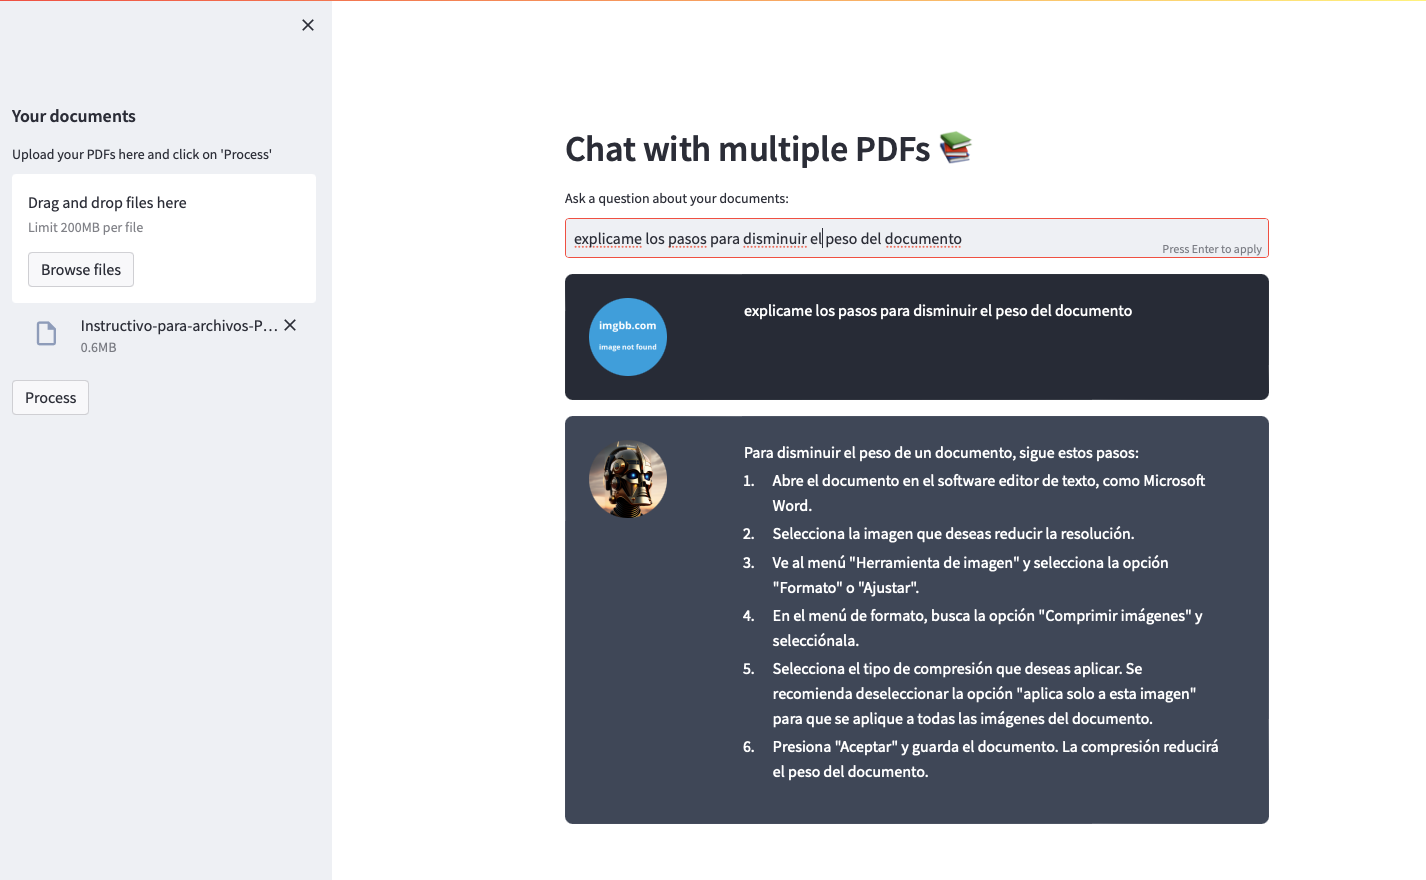 Your documents
Upload your PDFs here and click on 'Process'
Drag and drop files here
Limit 200MB per file
Browse files
Instructivo-para-archivos-P...
0.6MB
Process
Chat with multiple PDFs 📚
Ask a question about your documents:
explicame los pasos para disminuir el peso del documento
Press Enter to apply
imgbb.com
image not found
explicame los pasos para disminuir el peso del documento
Para disminuir el peso de un documento, sigue estos pasos:
1. Abre el documento en el software editor de texto, como Microsoft
Word.
2. Selecciona la imagen que deseas reducir la resolución.
3. Ve al menú "Herramienta de imagen" y selecciona la opción
"Formato" o "Ajustar".
4. En el menú de formato, busca la opción "Comprimir imágenes" y
selecciónala.
5. Selecciona el tipo de compresión que deseas aplicar. Se
recomienda deseleccionar la opción "aplica solo a esta imagen"
para que se aplique a todas las imágenes del documento.
6. Presiona "Aceptar" y guarda el documento. La compresión reducirá
el peso del documento.